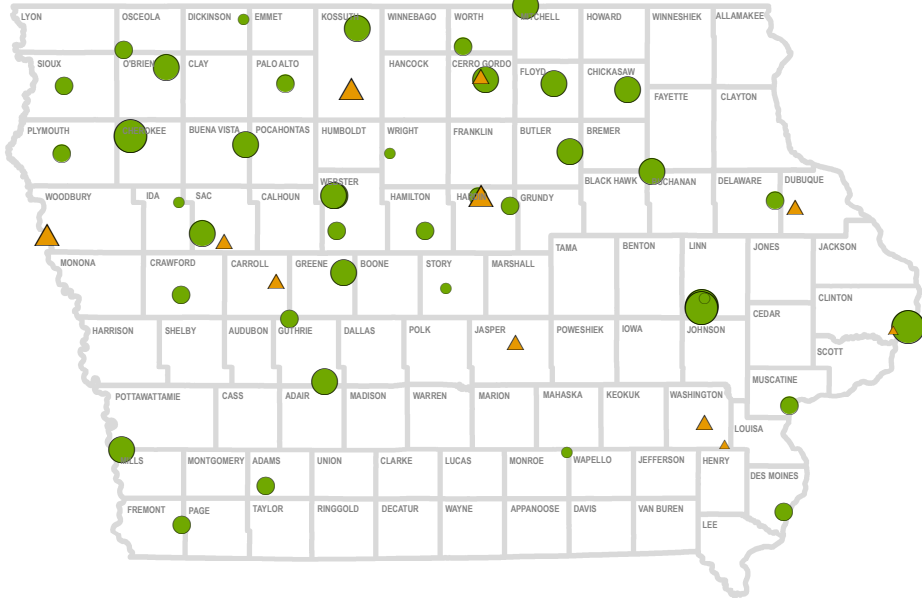 LYON OSCEOLA DICKINSON EMMET KOSSUTH WINNEBAGO WORTH MITCHELL HOWARD WINNESHIEK ALLAMAKEE
SIOUX O'BRIEN CLAY PALO ALTO HANCOCK CERRO GORDO FLOYD CHICKASAW
FAYETTE CLAYTON
PLYMOUTH CHEROKEE BUENA VISTA POCAHONTAS HUMBOLDT WRIGHT FRANKLIN BUTLER BREMER
WEBSTER BLACK HAWK BUCHANAN DELAWARE DUBUQUE
WOODBURY IDA SAC CALHOUN HAMILTON HARDIN GRUNDY
TAMA BENTON LINN JONES JACKSON
MONONA CRAWFORD CARROLL GREENE BOONE STORY MARSHALL
CLINTON
CEDAR
HARRISON SHELBY AUDUBON GUTHRIE DALLAS POLK JASPER POWESHIEK IOWA JOHNSON
SCOTT
MUSCATINE
POTTAWATTAMIE CASS ADAIR MADISON WARREN MARION MAHASKA KEOKUK WASHINGTON
LOUISA
MILLS MONTGOMERY ADAMS UNION CLARKE LUCAS MONROE WAPELLO JEFFERSON HENRY
DES MOINES
FREMONT PAGE TAYLOR RINGGOLD DECATUR WAYNE APPANOOSE DAVIS VAN BUREN
LEE